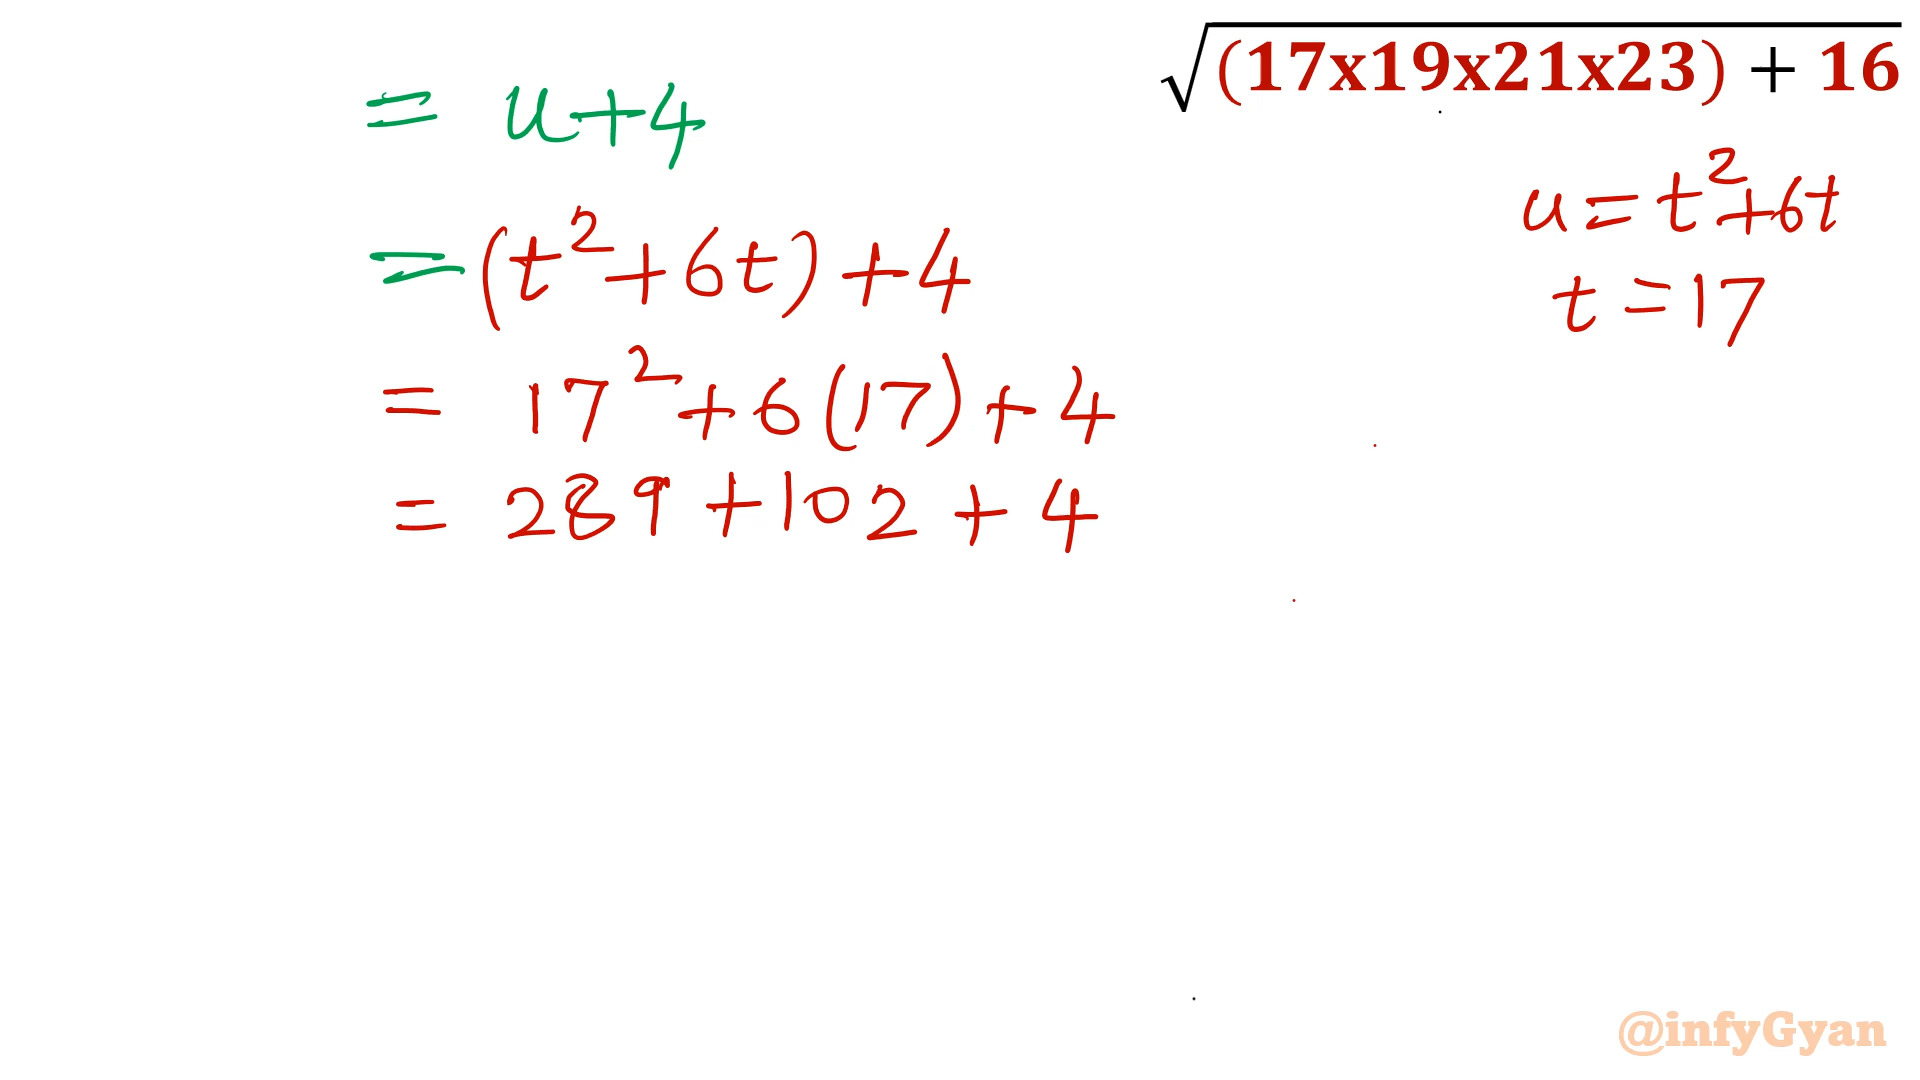 √(17x19x21x23) + 16
= u+4
u = t²+6t
= (t²+6t)+4
t = 17
= 17²+6(17)+4
= 289+102+4
@infyGyan